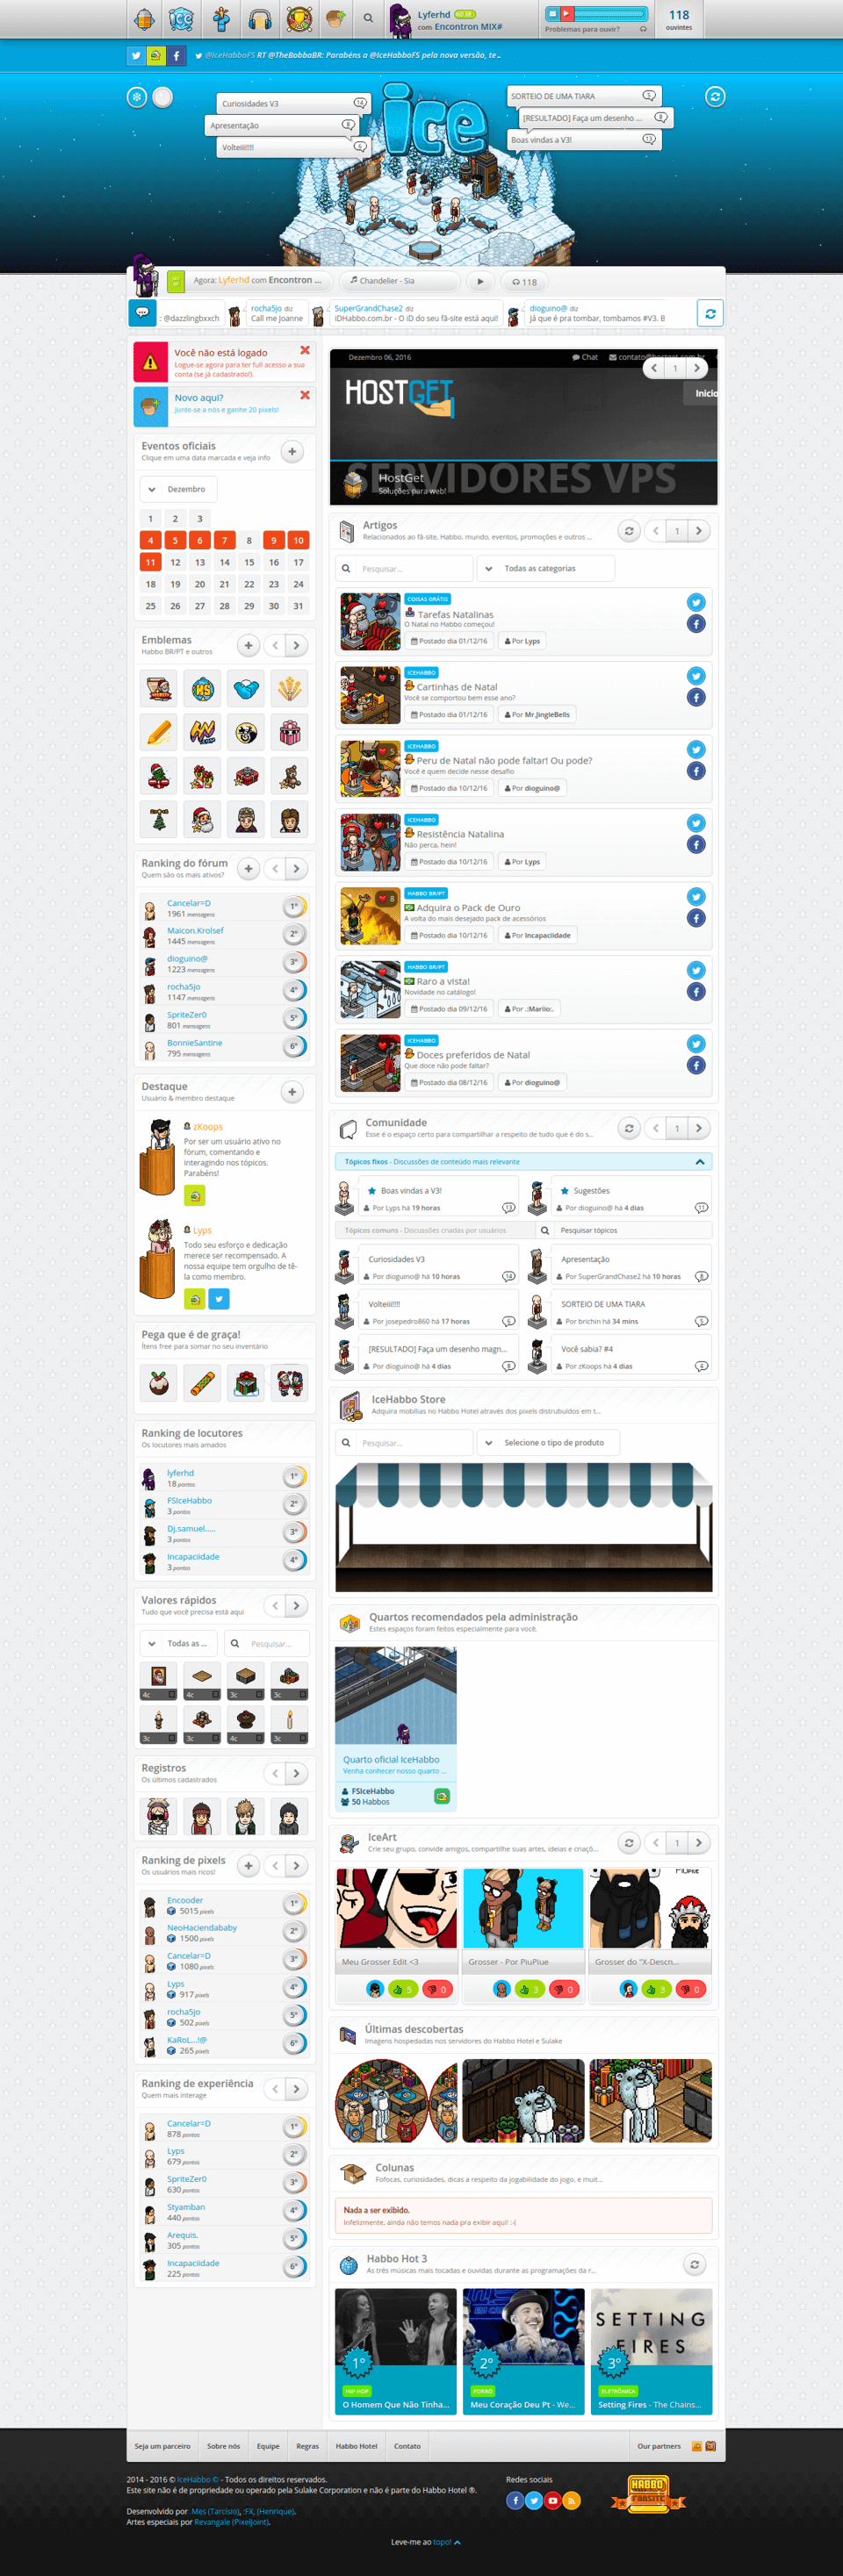 Lyferhd
com Encontron MIX#
Problemas para ouvir?
118
ouvintes
@IceHabboFS RT @TheBobbaBR: Parabéns a @IceHabboFS pela nova versão, te...
Curiosidades V3 14
Apresentação
Volteiii!!!!
ice
SORTEIO DE UMA TIARA 5
[RESULTADO] Faça um desenho ...
Boas vindas a V3! 13
Agora: Lyferhd com Encontron ...
Chandelier - Sia
118
: @dazzlingbxxch
rocha5jo diz
Call me Joanne
SuperGrandChase2 diz
iDHabbo.com.br - O iD do seu fã-site está aqui!
dioguino@ diz
Já que é pra tombar, tombamos #V3. B
Você não está logado
Logue-se agora para ter full acesso a sua
conta (se já cadastrado!).
Novo aqui?
Junte-se a nós e ganhe 20 pixels!
Eventos oficiais
Clique em uma data marcada e veja info
Dezembro
1 2 3
4 5 6 7 8 9 10
11 12 13 14 15 16 17
18 19 20 21 22 23 24
25 26 27 28 29 30 31
Emblemas
Habbo BR/PT e outros
Ranking do fórum
Quem são os mais ativos?
Cancelar=D
1961 mensagens
1º
Maicon.Krolsef
1445 mensagens
2º
dioguino@
1223 mensagens
3º
rocha5jo
1147 mensagens
4º
SpriteZer0
801 mensagens
5º
BonnieSantine
795 mensagens
6º
Destaque
Usuário & membro destaque
zKoops
Por ser um usuário ativo no
fórum, comentando e
interagindo nos tópicos.
Parabéns!
Lyps
Todo seu esforço e dedicação
merece ser recompensado. A
nossa equipe tem orgulho de tê-
la como membro.
Pega que é de graça!
Ítens free para somar no seu inventário
Ranking de locutores
Os locutores mais amados
lyferhd
18 pontos
1º
FSIceHabbo
3 pontos
2º
Dj.samuel.....
3 pontos
3º
Incapaciidade
3 pontos
4º
Valores rápidos
Tudo que você precisa está aqui
Todas as ...
Pesquisar...
4c 4c 3c 3c
3c 3c 4c 3c
Registros
Os últimos cadastrados
Ranking de pixels
Os usuários mais ricos!
Encooder
5015 pixels
1º
NeoHaciendababy
1500 pixels
2º
Cancelar=D
1080 pixels
3º
Lyps
917 pixels
4º
rocha5jo
502 pixels
5º
KaRoL...!@
265 pixels
6º
Ranking de experiência
Quem mais interage
Cancelar=D
878 pontos
1º
Lyps
679 pontos
2º
SpriteZer0
630 pontos
3º
Styamban
440 pontos
4º
Arequis.
305 pontos
5º
Incapaciidade
225 pontos
6º
Dezembro 06, 2016
Chat
1
HOSTGET
Inicio
SERVIDORES VPS
HostGet
Soluções para web!
Artigos
Relacionados ao fã-site, Habbo, mundo, eventos, promoções e outros ...
1
Pesquisar...
Todas as categorias
COISAS GRÁTIS
Tarefas Natalinas
O Natal no Habbo começou!
Postado dia 01/12/16
Por Lyps
9
ICEHABBO
Cartinhas de Natal
Você se comportou bem esse ano?
Postado dia 01/12/16
Por Mr.JingleBells
5
ICEHABBO
Peru de Natal não pode faltar! Ou pode?
Você é quem decide nesse desafio
Postado dia 10/12/16
Por dioguino@
14
ICEHABBO
Resistência Natalina
Não perca, hein!
Postado dia 10/12/16
Por Lyps
8
HABBO BR/PT
Adquira o Pack de Ouro
A volta do mais desejado pack de acessórios
Postado dia 10/12/16
Por Incapaciidade
HABBO BR/PT
Raro a vista!
Novidade no catálogo!
Postado dia 09/12/16
Por .:Marilo:.
ICEHABBO
Doces preferidos de Natal
Que doce não pode faltar?
Postado dia 08/12/16
Por dioguino@
Comunidade
Esse é o espaço certo para compartilhar a respeito de tudo que é do s...
1
Tópicos fixos - Discussões de conteúdo mais relevante
Boas vindas a V3!
Por Lyps há 19 horas
13
Sugestões
Por dioguino@ há 4 dias
11
Tópicos comuns - Discussões criadas por usuários
Pesquisar tópicos
Curiosidades V3
Por dioguino@ há 10 horas
14
Apresentação
Por SuperGrandChase2 há 10 horas
8
Volteiii!!!!
Por josepedro860 há 17 horas
SORTEIO DE UMA TIARA
Por brichin há 34 mins
5
[RESULTADO] Faça um desenho magn...
Por dioguino@ há 4 dias
8
Você sabia? #4
Por zKoops há 4 dias
4
IceHabbo Store
Adquira mobílias no Habbo Hotel através dos pixels distrubuídos em t...
Pesquisar...
Selecione o tipo de produto
Quartos recomendados pela administração
Estes espaços foram feitos especialmente para você.
Quarto oficial IceHabbo
Venha conhecer nosso quarto ...
FSIceHabbo
50 Habbos
IceArt
Crie seu grupo, convide amigos, compartilhe suas artes, ideias e criaçõ...
1
Meu Grosser Edit <3
5 0
Grosser - Por PiuPlue
3 0
Grosser do "X-Descn...
3 0
Últimas descobertas
Imagens hospedadas nos servidores do Habbo Hotel e Sulake
Colunas
Fofocas, curiosidades, dicas a respeito da jogabilidade do jogo, e muit...
Nada a ser exibido.
Infelizmente, ainda não temos nada pra exibir aqui! :-(
Habbo Hot 3
As três músicas mais tocadas e ouvidas durante as programações da r...
1º
HIP HOP
O Homem Que Não Tinha...
2º
FORRÓ
Meu Coração Deu Pt - We...
SETTING
FIRES
3º
ELETRÔNICA
Setting Fires - The Chains...
Seja um parceiro
Sobre nós
Equipe
Regras
Habbo Hotel
Contato
Our partners
2014 - 2016 © IceHabbo © - Todos os direitos reservados.
Este site não é de propriedade ou operado pela Sulake Corporation e não é parte do Habbo Hotel ®.
Desenvolvido por .Mes (Tarcísio), :FX, (Henrique).
Artes especiais por Revangale (PixelJoint).
Redes sociais
HABBO
FANSITE
Leve-me ao topo!